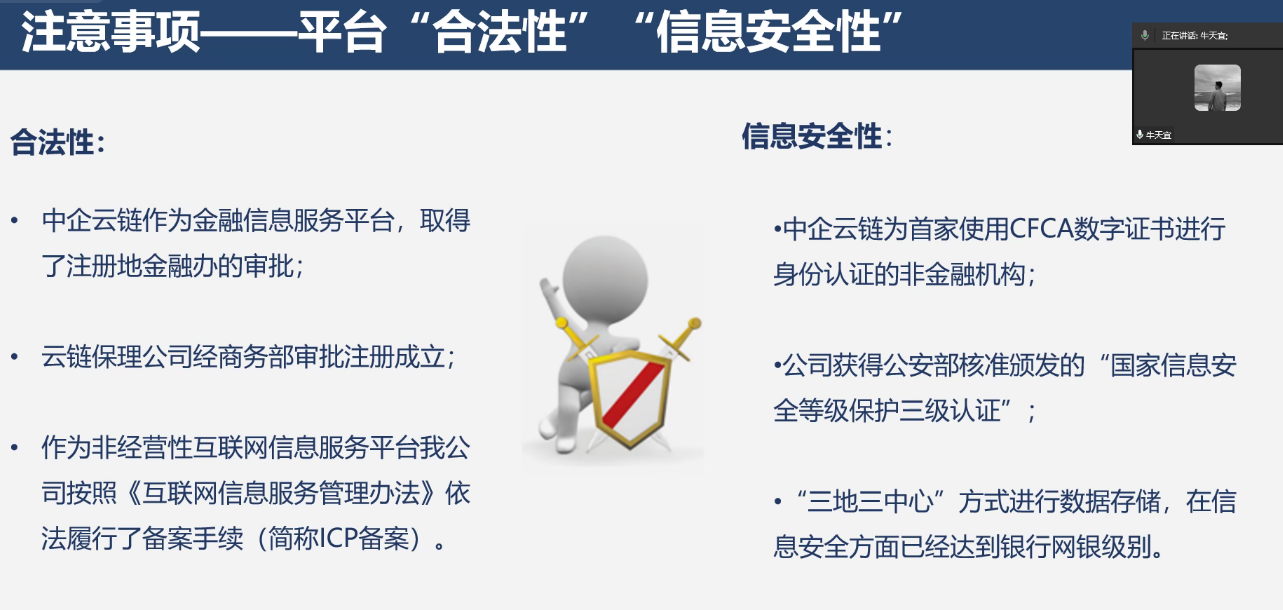 注意事项——平台“合法性”“信息安全性”
正在讲话: 牛天宜;
牛天宜
合法性：
• 中企云链作为金融信息服务平台，取得
了注册地金融办的审批；
• 云链保理公司经商务部审批注册成立；
• 作为非经营性互联网信息服务平台我公
司按照《互联网信息服务管理办法》依
法履行了备案手续（简称ICP备案）。
信息安全性：
•中企云链为首家使用CFCA数字证书进行
身份认证的非金融机构；
•公司获得公安部核准颁发的“国家信息安
全等级保护三级认证”；
•“三地三中心”方式进行数据存储，在信
息安全方面已经达到银行网银级别。